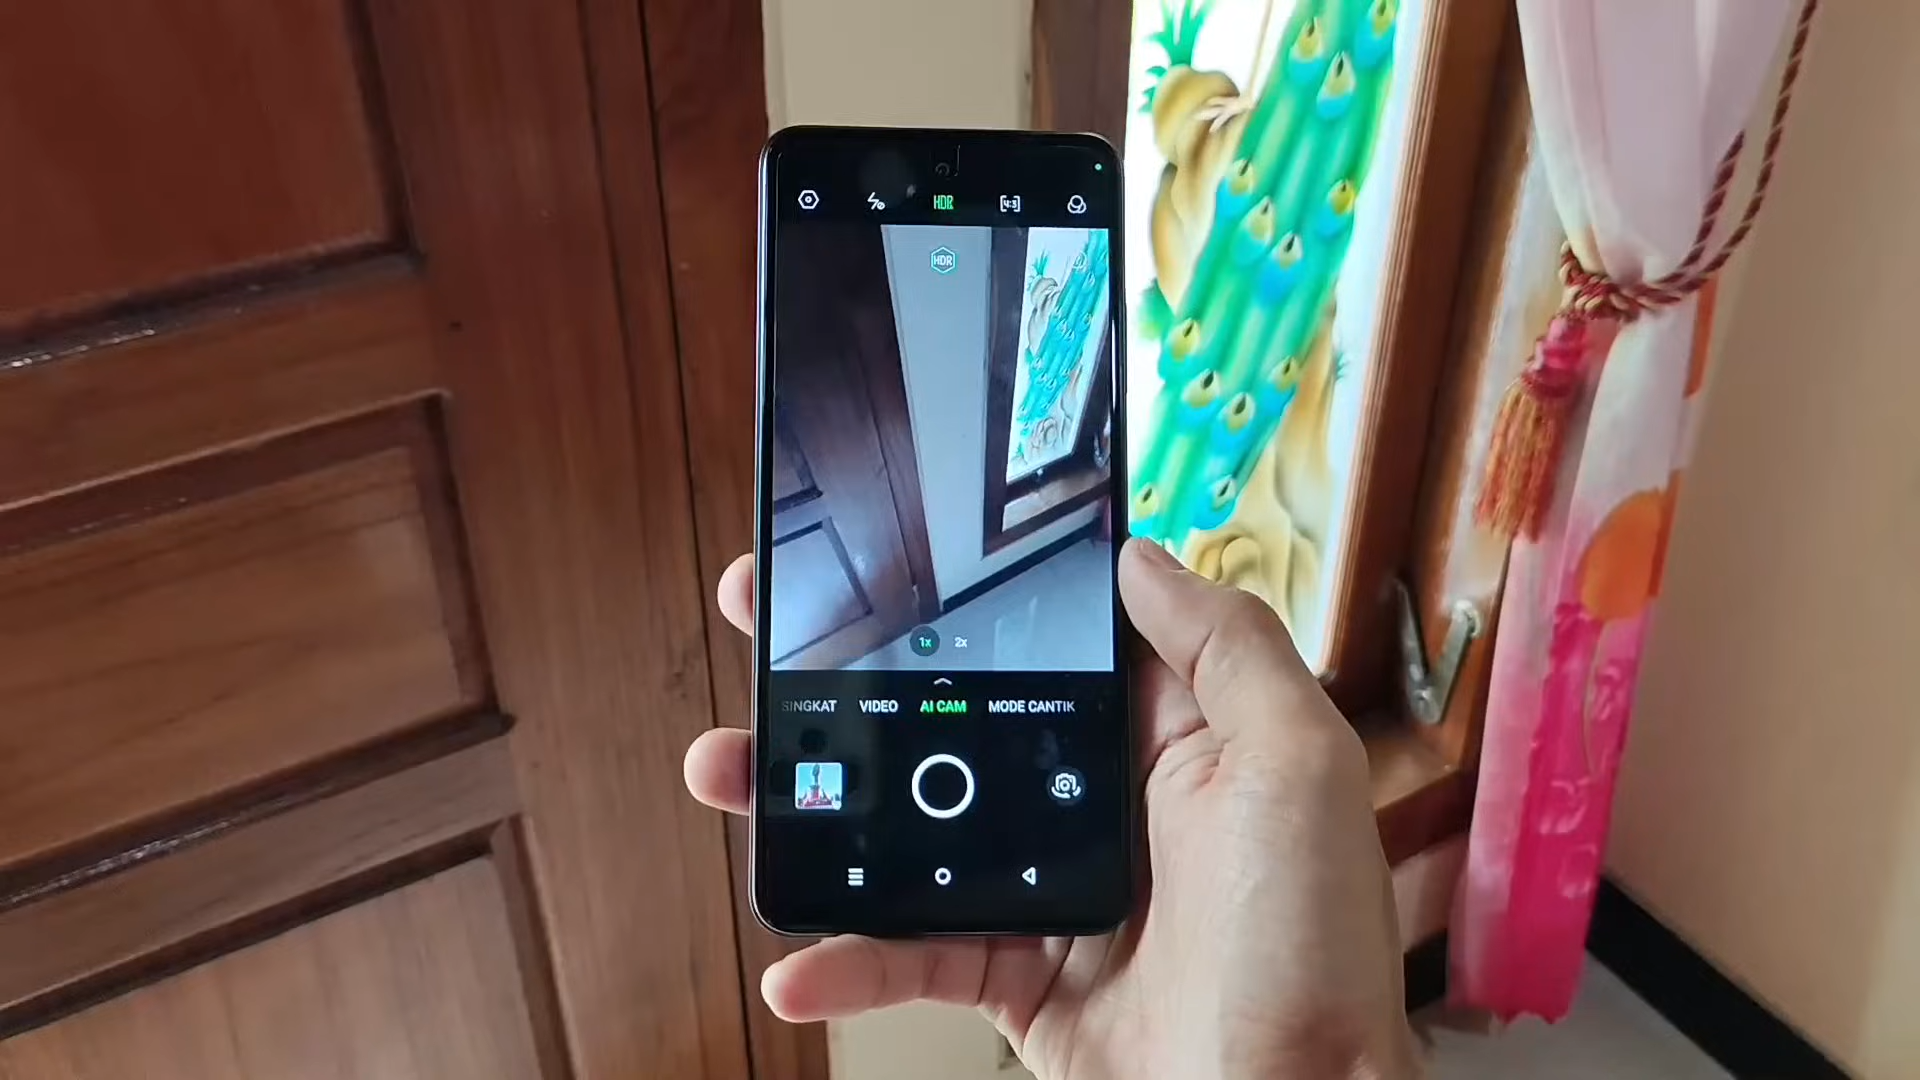 HDR
4:3
HDR
1x 2x
SINGKAT VIDEO AI CAM MODE CANTIK